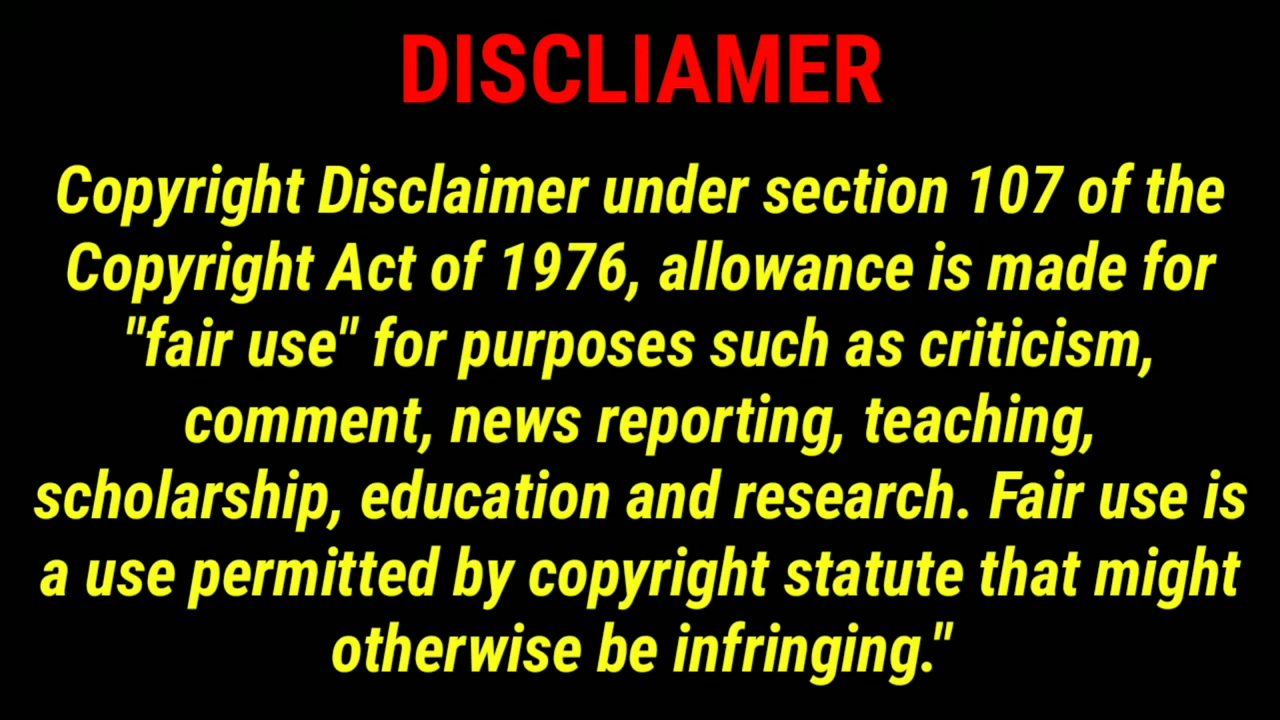 DISCLIAMER
Copyright Disclaimer under section 107 of the
Copyright Act of 1976, allowance is made for
"fair use" for purposes such as criticism,
comment, news reporting, teaching,
scholarship, education and research. Fair use is
a use permitted by copyright statute that might
otherwise be infringing."